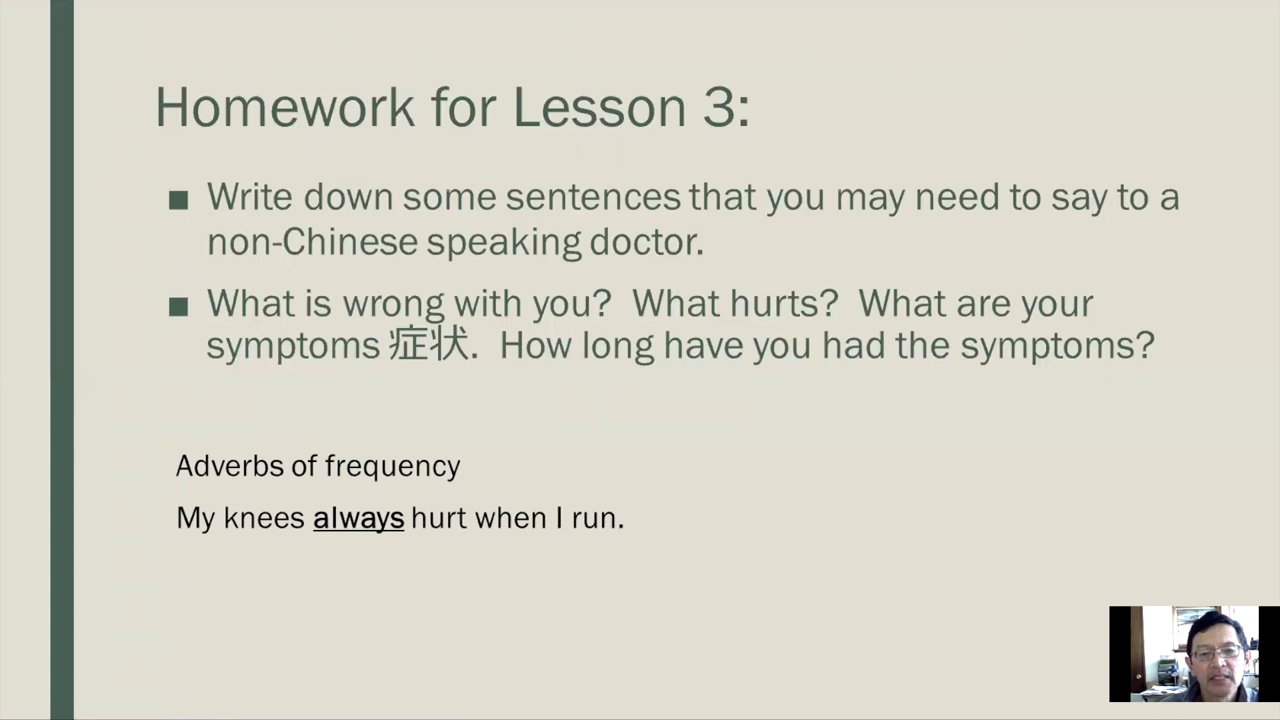 Homework for Lesson 3:
■ Write down some sentences that you may need to say to a
non-Chinese speaking doctor.
■ What is wrong with you?  What hurts?  What are your
symptoms 症状.  How long have you had the symptoms?
Adverbs of frequency
My knees always hurt when I run.